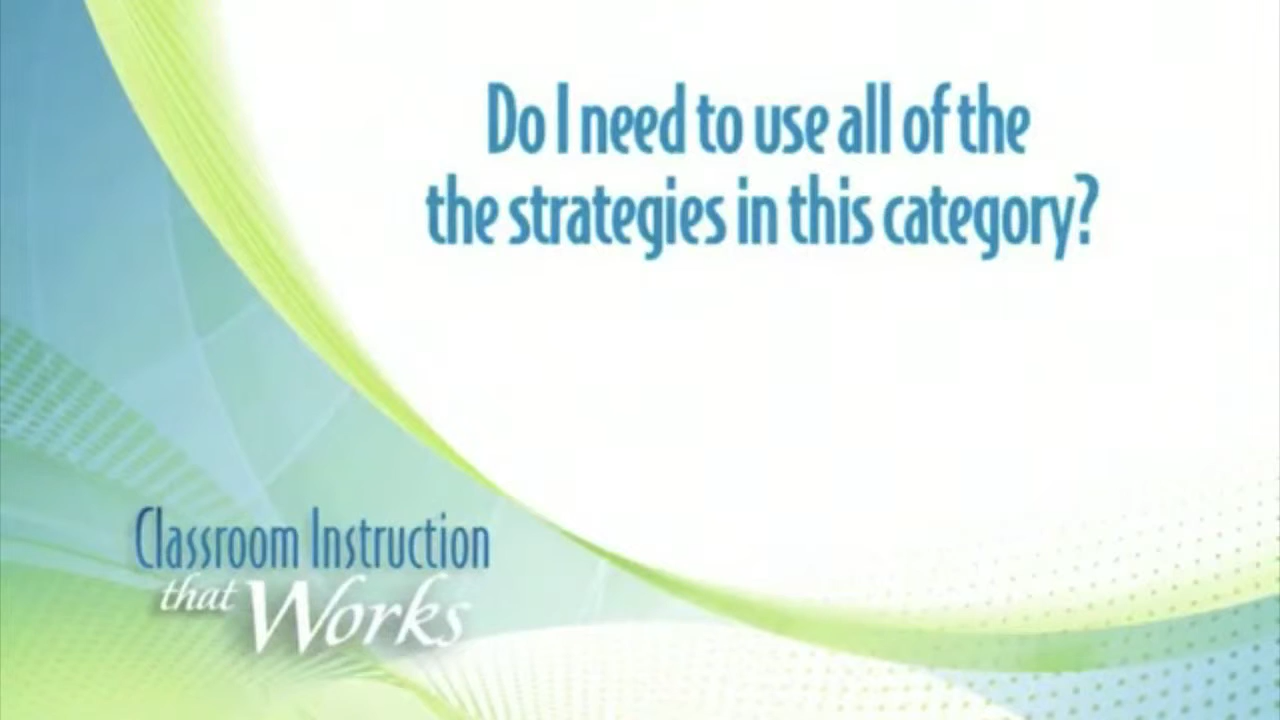 Do I need to use all of the
the strategies in this category?
Classroom Instruction
that Works